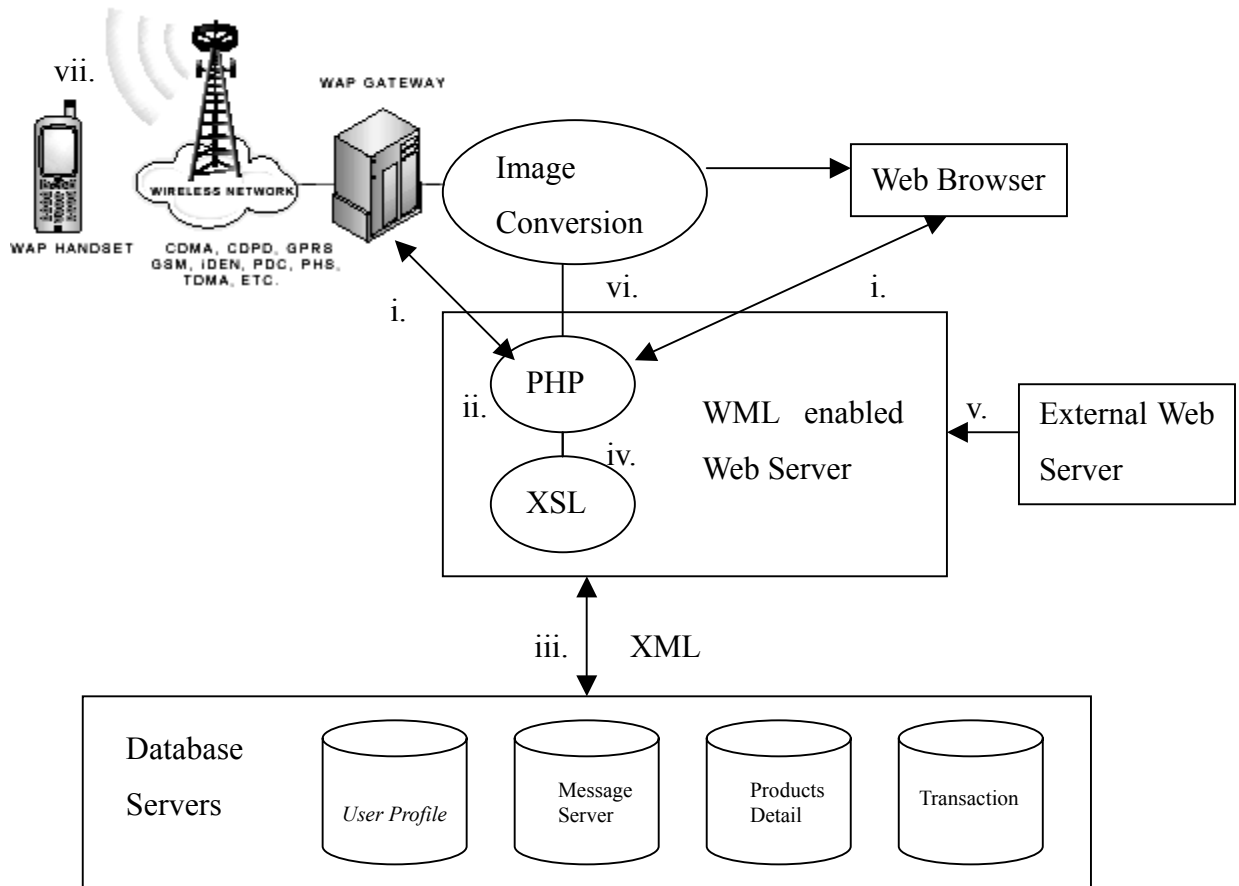 vii.
WAP GATEWAY
Image
Conversion
Web Browser
WIRELESS NETWORK
WAP HANDSET
CDMA, CDPD, GPRS
GSM, iDEN, PDC, PHS,
TDMA, ETC.
i.
vi.
i.
PHP
ii.
WML enabled
Web Server
v.
External Web
Server
iv.
XSL
iii.
XML
Database
Servers
User Profile
Message
Server
Products
Detail
Transaction